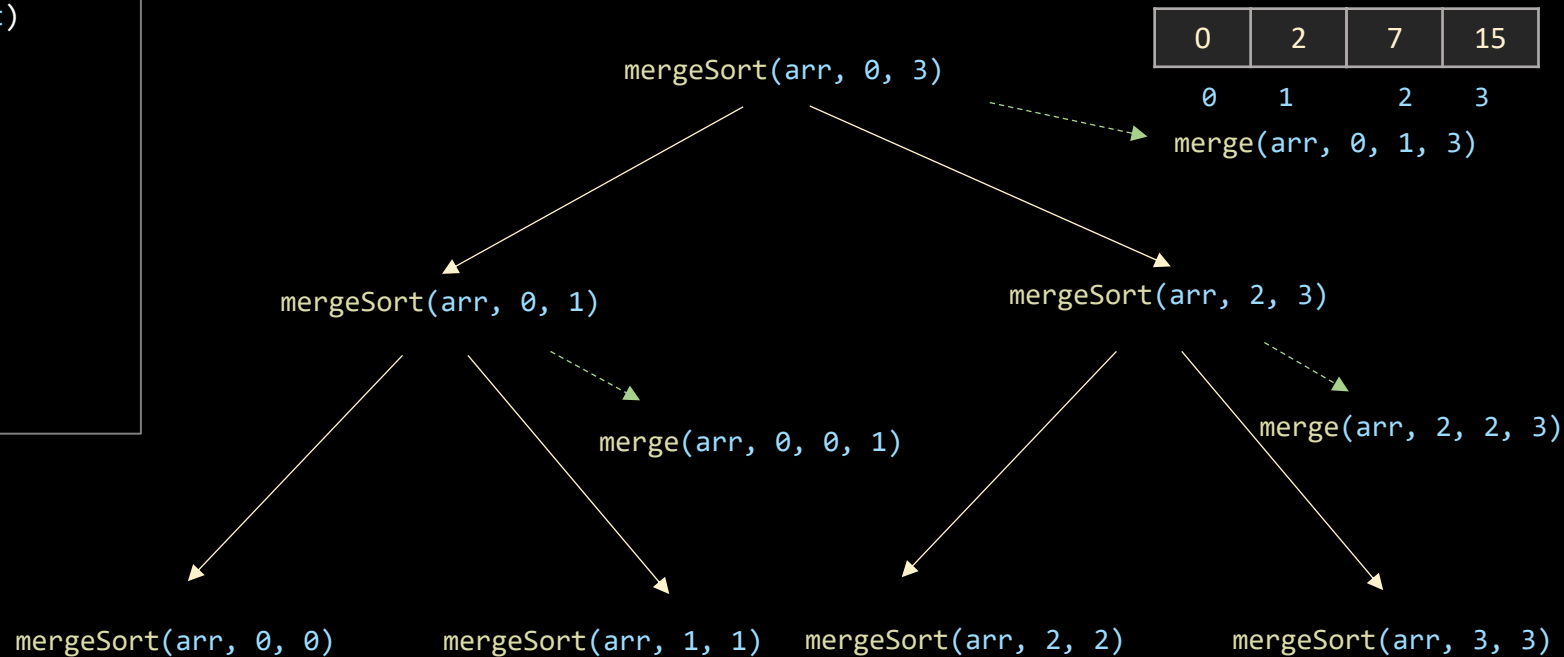 )
0 2 7 15
mergeSort(arr, 0, 3)
0 1 2 3
merge(arr, 0, 1, 3)
mergeSort(arr, 0, 1)
mergeSort(arr, 2, 3)
merge(arr, 0, 0, 1)
merge(arr, 2, 2, 3)
mergeSort(arr, 0, 0)
mergeSort(arr, 1, 1)
mergeSort(arr, 2, 2)
mergeSort(arr, 3, 3)